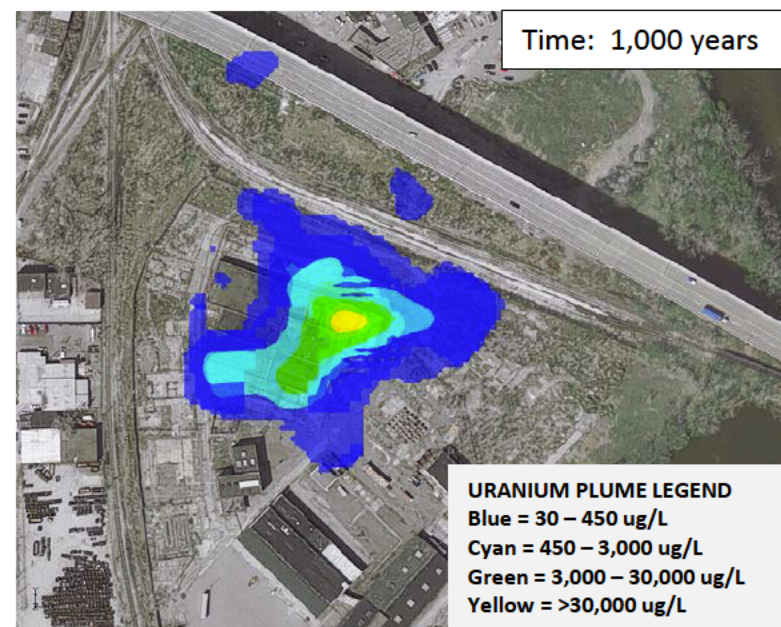 Time: 1,000 years
URANIUM PLUME LEGEND
Blue = 30 – 450 ug/L
Cyan = 450 – 3,000 ug/L
Green = 3,000 – 30,000 ug/L
Yellow = >30,000 ug/L